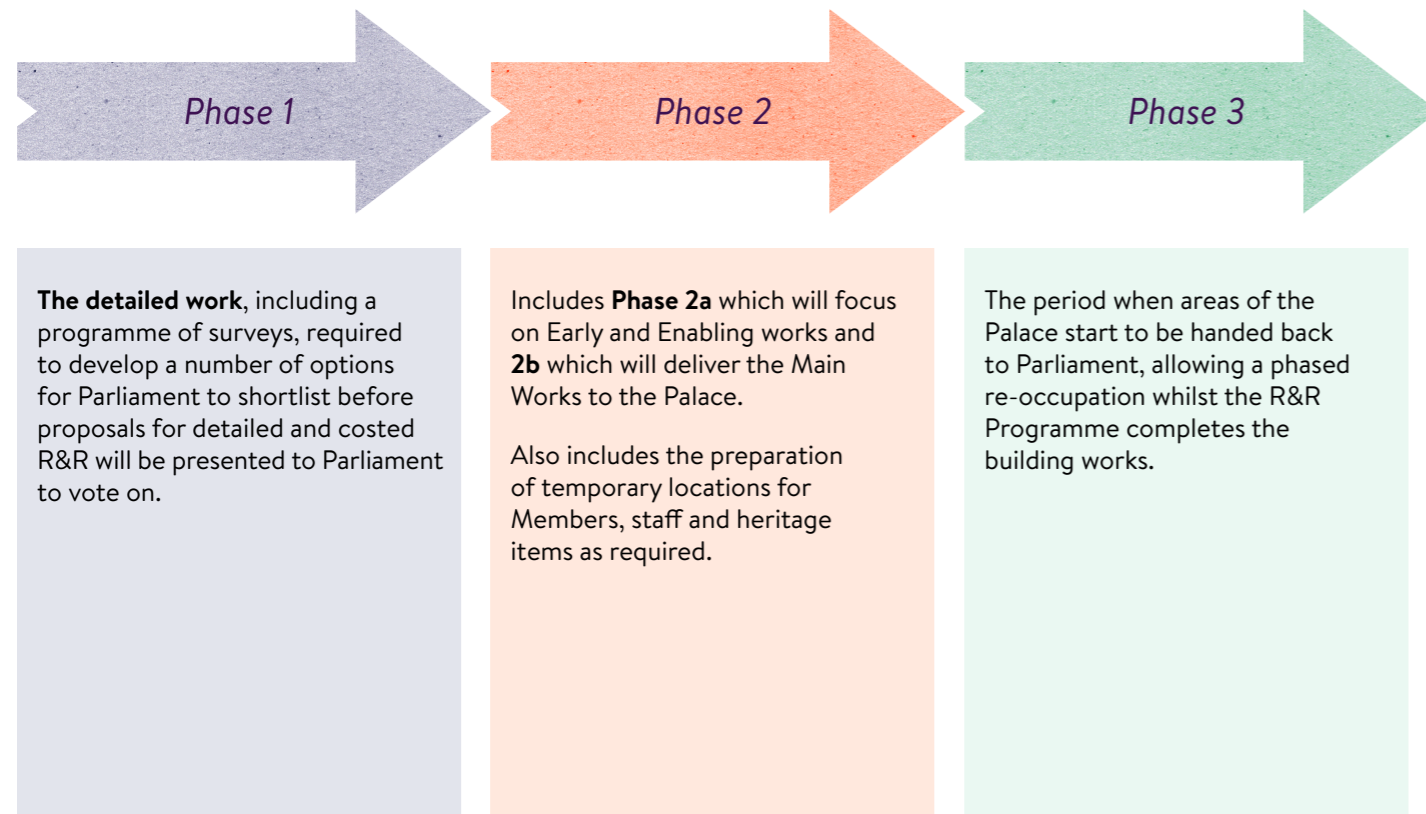 Phase 1
Phase 2
Phase 3
The detailed work, including a
programme of surveys, required
to develop a number of options
for Parliament to shortlist before
proposals for detailed and costed
R&R will be presented to Parliament
to vote on.
Includes Phase 2a which will focus
on Early and Enabling works and
2b which will deliver the Main
Works to the Palace.
Also includes the preparation
of temporary locations for
Members, staff and heritage
items as required.
The period when areas of the
Palace start to be handed back
to Parliament, allowing a phased
re-occupation whilst the R&R
Programme completes the
building works.